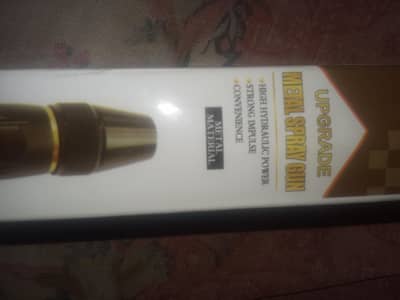 UPGRADE
METAL SPRAY GUN
HIGH HYDRAULIC POWER
STRONG IMPULSE
CONVENIENCE
METAL
MATERIAL